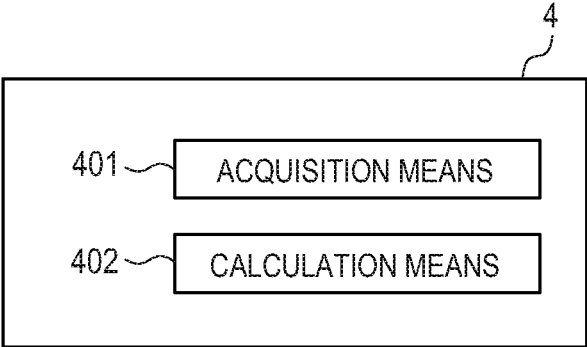 4
401 ACQUISITION MEANS
402 CALCULATION MEANS